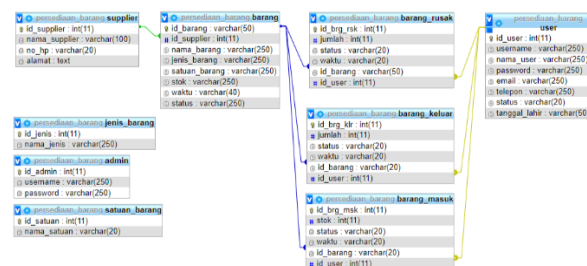 persediaan_barang supplier
id_supplier : int(11)
nama_supplier : varchar(100)
no_hp : varchar(20)
alamat : text
persediaan_barang barang
id_barang : varchar(50)
id_supplier : int(11)
nama_barang : varchar(250)
jenis_barang : varchar(250)
satuan_barang : varchar(250)
stok : varchar(250)
waktu : varchar(40)
status : varchar(250)
persediaan_barang barang_rusak
id_brg_rsk : int(11)
jumlah : int(11)
status : varchar(20)
waktu : varchar(20)
id_barang : varchar(50)
id_user : int(11)
persediaan_barang
user
id_user : int(11)
username : varchar(250)
nama_user : varchar(250)
password : varchar(250)
email : varchar(250)
telepon : varchar(250)
status : varchar(20)
tanggal_lahir : varchar(50)
persediaan_barang jenis_barang
id_jenis : int(11)
nama_jenis : varchar(250)
persediaan_barang admin
id_admin : int(11)
username : varchar(250)
password : varchar(250)
persediaan_barang satuan_barang
id_satuan : int(11)
nama_satuan : varchar(20)
persediaan_barang barang_keluar
id_brg_klr : int(11)
jumlah : int(11)
status : varchar(20)
waktu : varchar(20)
id_barang : varchar(20)
id_user : int(11)
persediaan_barang barang_masuk
id_brg_msk : int(11)
stok : int(11)
status : varchar(20)
waktu : varchar(20)
id_barang : varchar(20)
id_user : int(11)